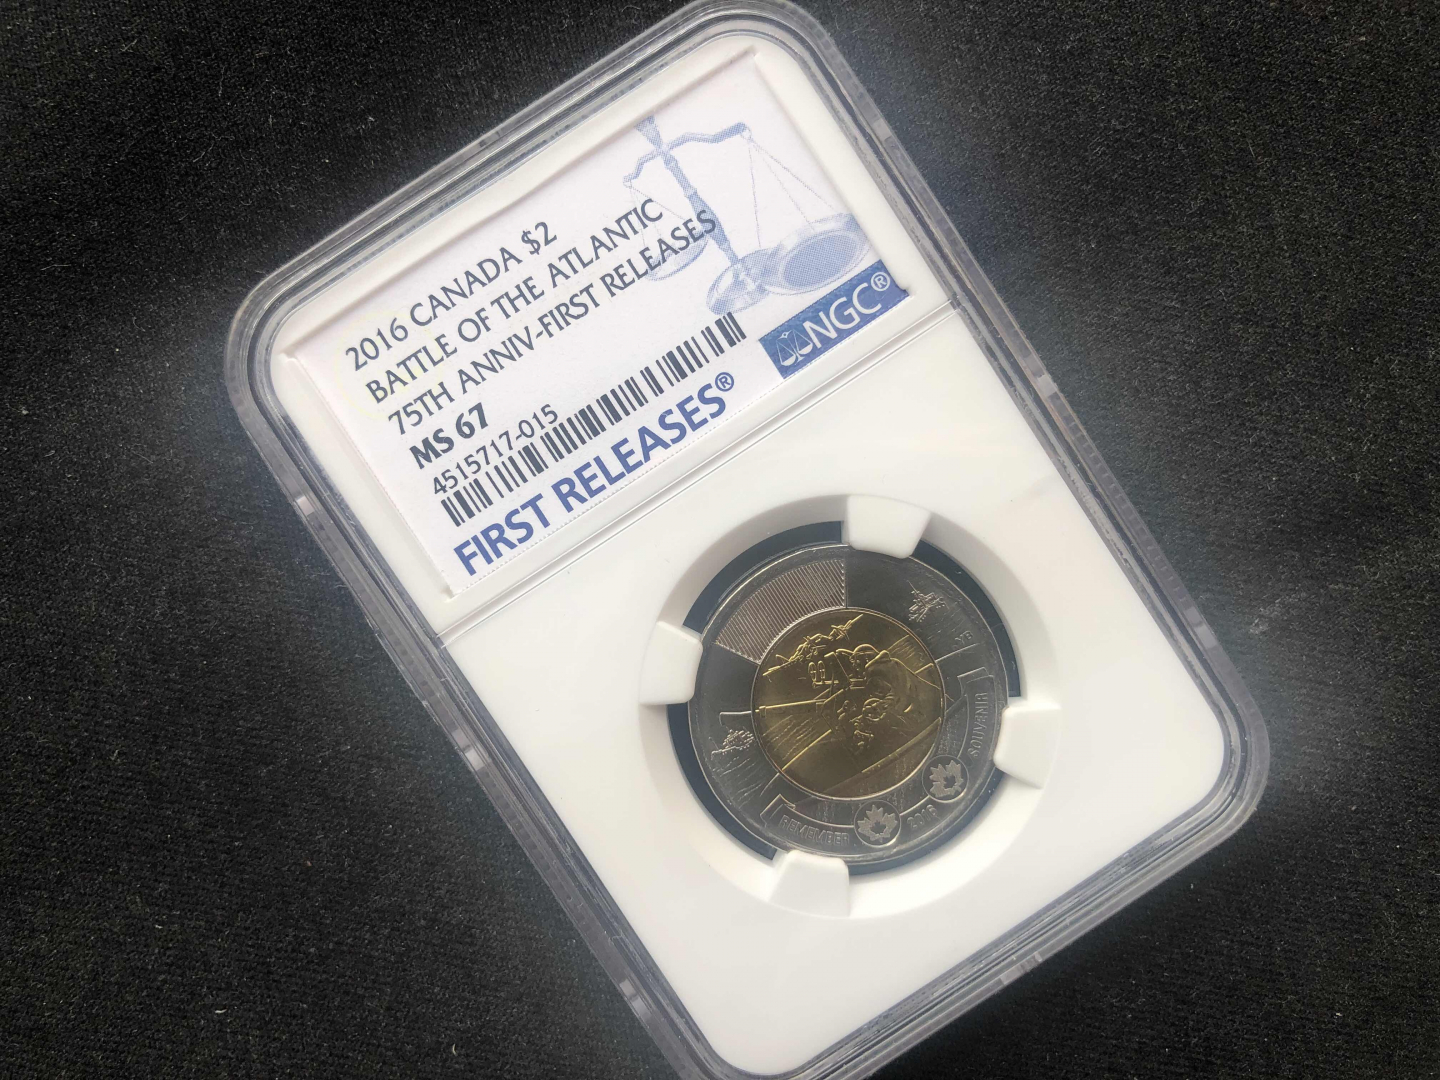 2016 CANADA $2
BATTLE OF THE ATLANTIC
75TH ANNIV-FIRST RELEASES
MS 67
4515717-015
FIRST RELEASES®
NGC®
REMEMBER
2016
SOUVENIR